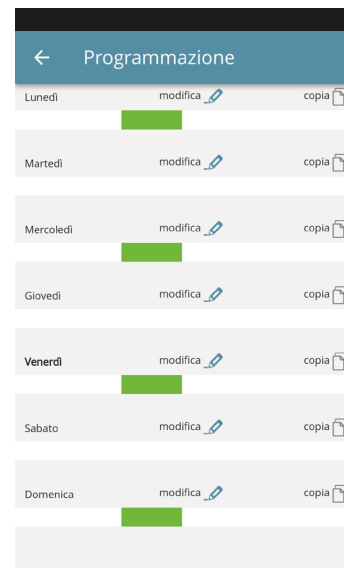 Programmazione
Lunedì modifica copia
Martedì modifica copia
Mercoledì modifica copia
Giovedì modifica copia
Venerdì modifica copia
Sabato modifica copia
Domenica modifica copia